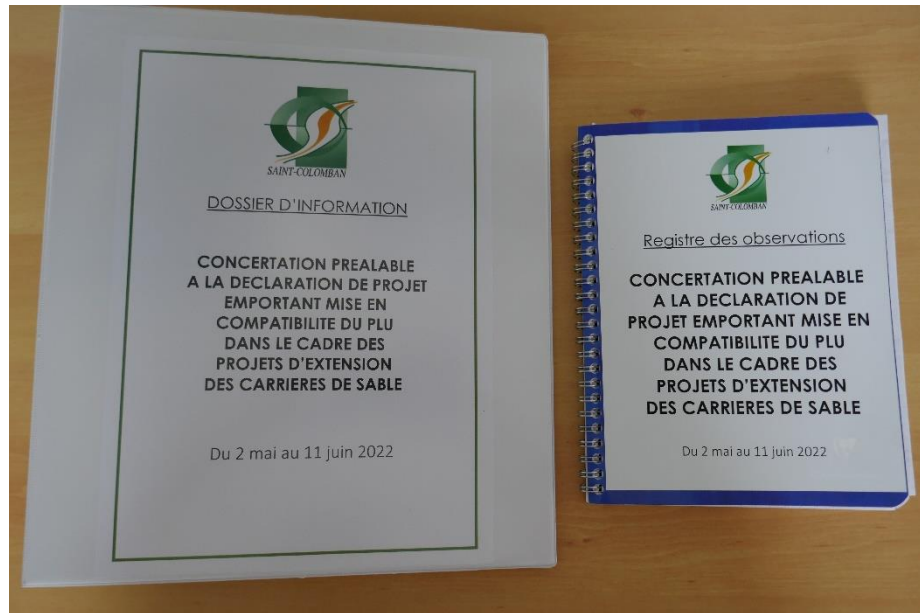 SAINT-COLOMBAN
DOSSIER D'INFORMATION
CONCERTATION PREALABLE
A LA DECLARATION DE PROJET
EMPORTANT MISE EN
COMPATIBILITE DU PLU
DANS LE CADRE DES
PROJETS D'EXTENSION
DES CARRIERES DE SABLE
Du 2 mai au 11 juin 2022
SAINT-COLOMBAN
Registre des observations
CONCERTATION PREALABLE
A LA DECLARATION DE
PROJET EMPORTANT MISE EN
COMPATIBILITE DU PLU
DANS LE CADRE DES
PROJETS D'EXTENSION
DES CARRIERES DE SABLE
Du 2 mai au 11 juin 2022